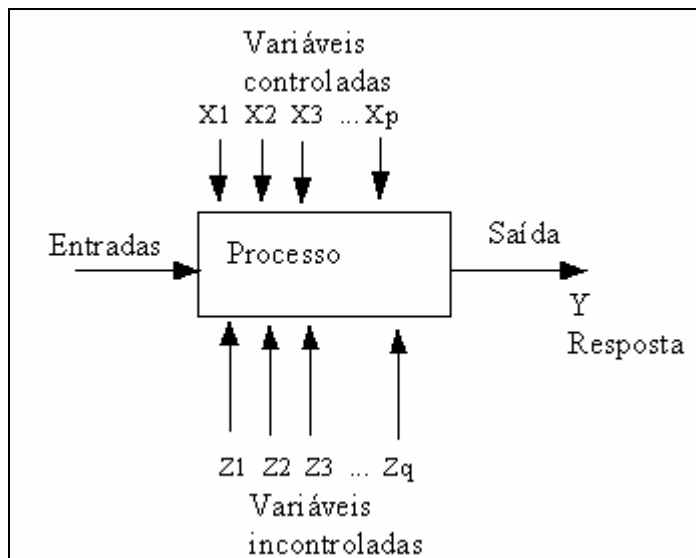 Variáveis
controladas
X1 X2 X3 ... Xp
Entradas
Processo
Saída
Y
Resposta
Z1 Z2 Z3 ... Zq
Variáveis
incontroladas